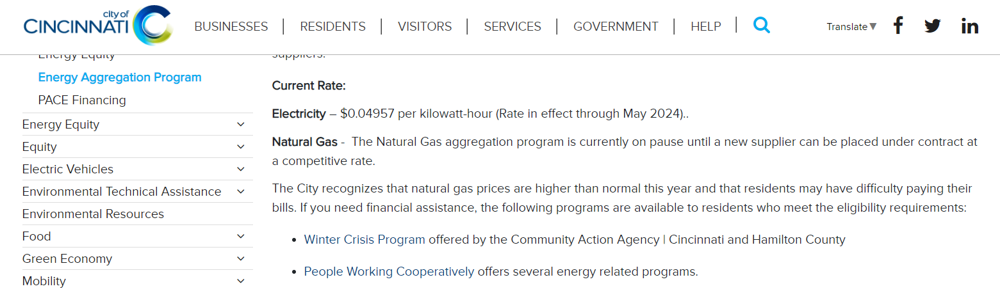 city of
CINCINNATI
BUSINESSES | RESIDENTS | VISITORS | SERVICES | GOVERNMENT | HELP |
Translate▼
Energy Equity
Energy Aggregation Program
PACE Financing
Energy Equity
Equity
Electric Vehicles
Environmental Technical Assistance
Environmental Resources
Food
Green Economy
Mobility
suppliers.
Current Rate:
Electricity – $0.04957 per kilowatt-hour (Rate in effect through May 2024)..
Natural Gas - The Natural Gas aggregation program is currently on pause until a new supplier can be placed under contract at
a competitive rate.
The City recognizes that natural gas prices are higher than normal this year and that residents may have difficulty paying their
bills. If you need financial assistance, the following programs are available to residents who meet the eligibility requirements:
• Winter Crisis Program offered by the Community Action Agency | Cincinnati and Hamilton County
• People Working Cooperatively offers several energy related programs.